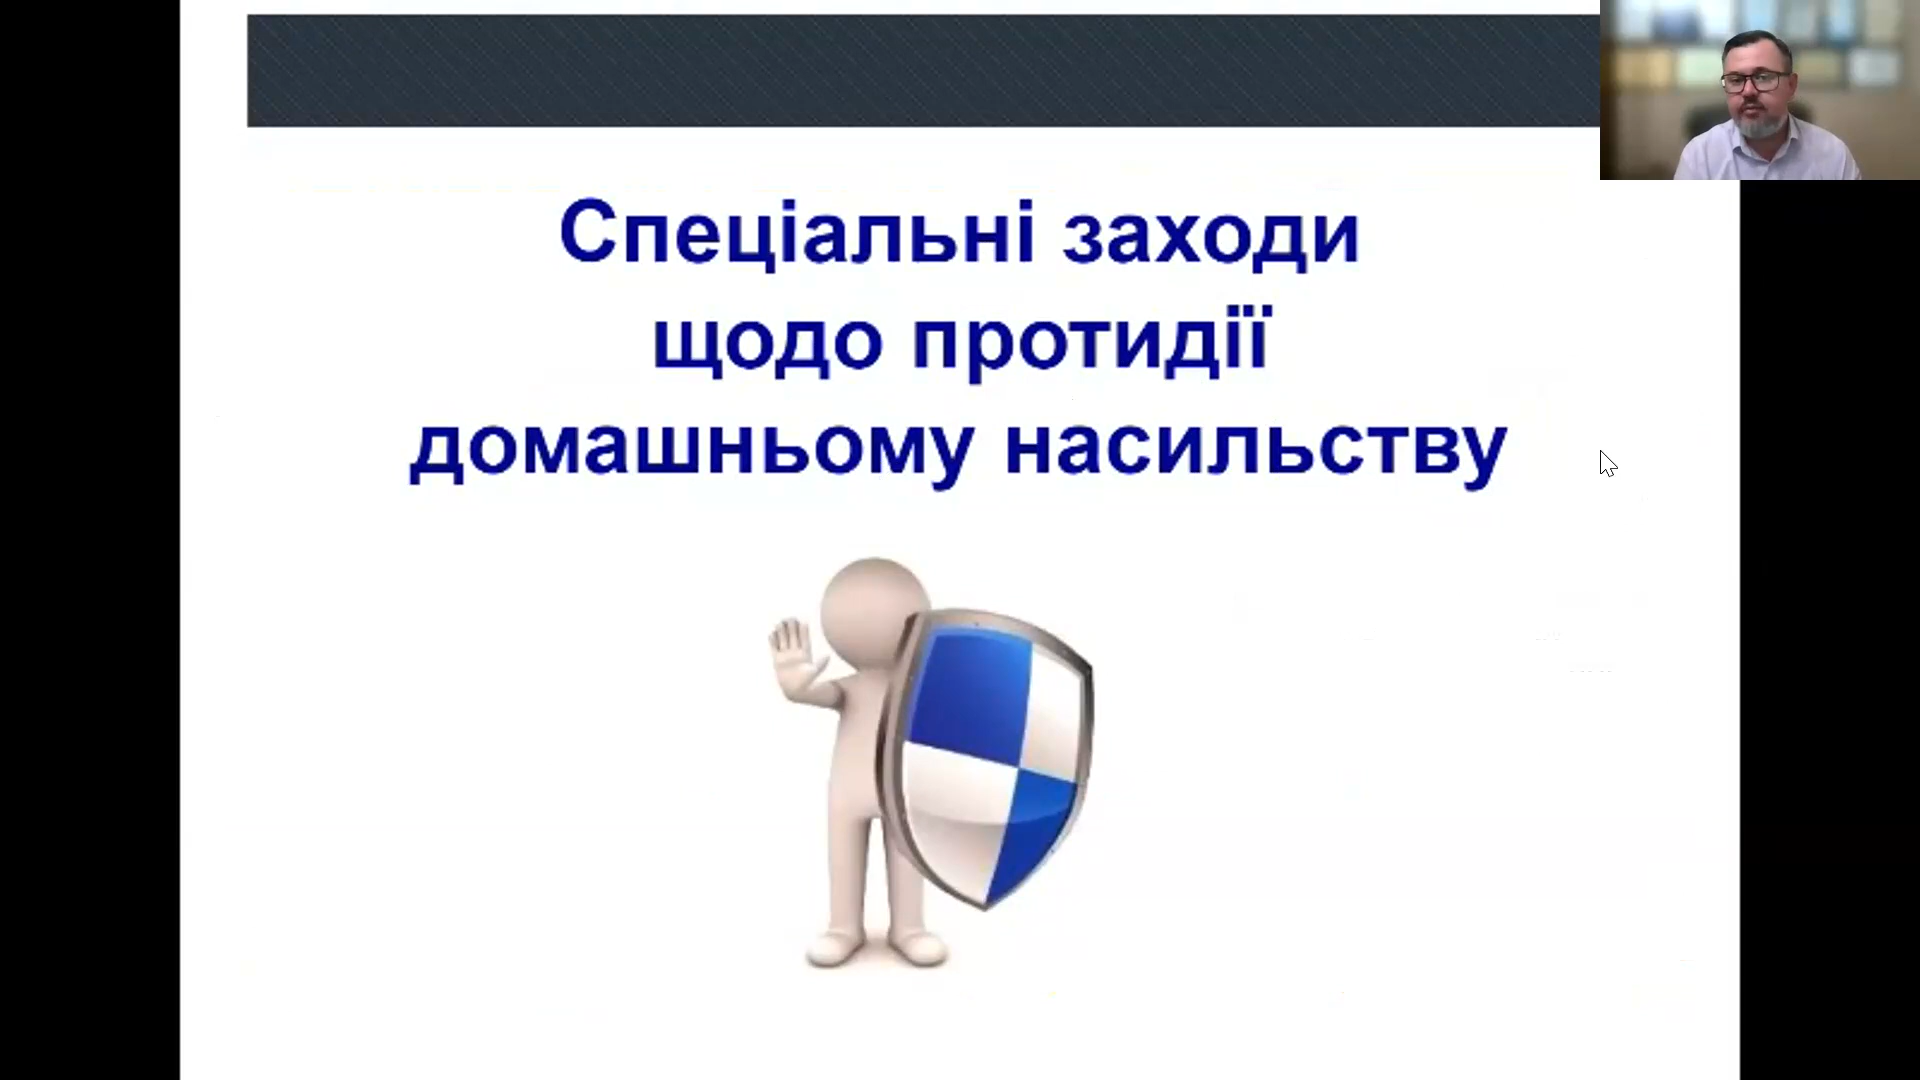 Спеціальні заходи
щодо протидії
домашньому насильству